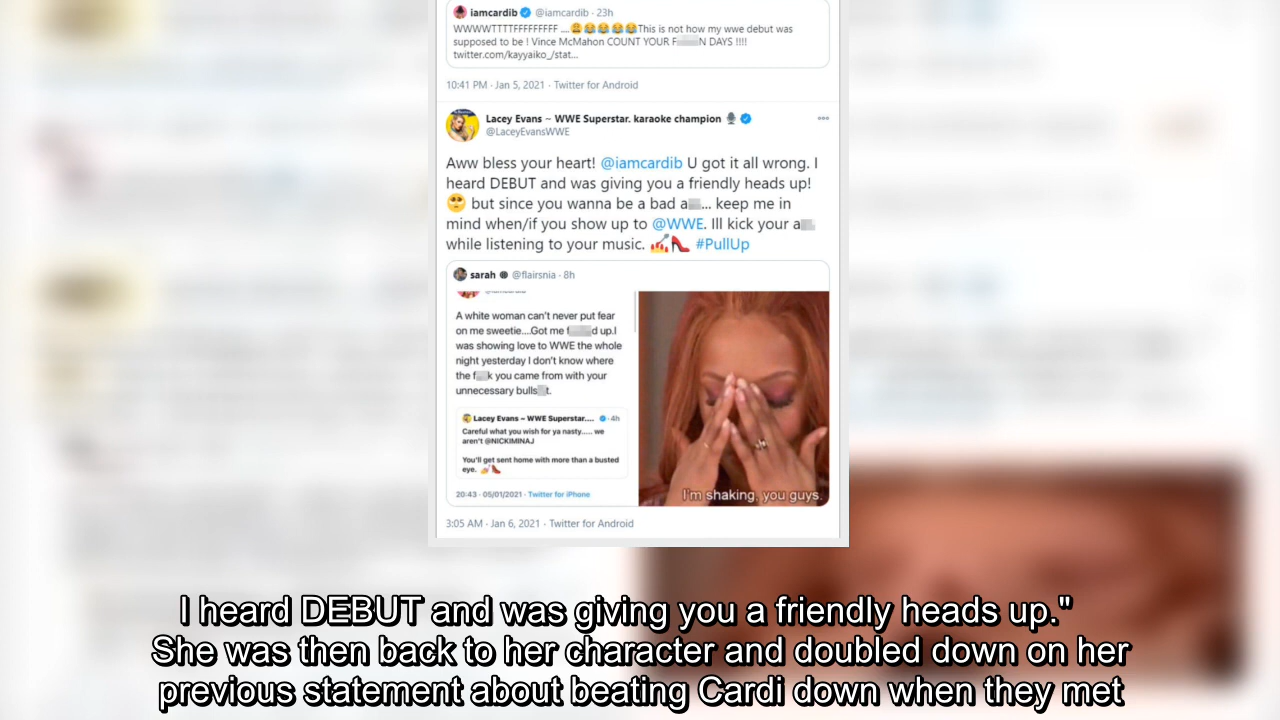 iamcardib @iamcardib · 23h
WWWWTTTTFFFFFFFFF ....😩😂😂😂😂This is not how my wwe debut was
supposed to be ! Vince McMahon COUNT YOUR F N DAYS !!!!
twitter.com/kayyaiko_/stat...
10:41 PM · Jan 5, 2021 · Twitter for Android
Lacey Evans ~ WWE Superstar. karaoke champion 🎙
@LaceyEvansWWE
Aww bless your heart! @iamcardib U got it all wrong. I
heard DEBUT and was giving you a friendly heads up!
🥺 but since you wanna be a bad a ... keep me in
mind when/if you show up to @WWE. Ill kick your a
while listening to your music. 💅👠 #PullUp
sarah @flairsnia · 8h
A white woman can't never put fear
on me sweetie....Got me f d up.I
was showing love to WWE the whole
night yesterday I don't know where
the f k you came from with your
unnecessary bulls t.
Lacey Evans ~ WWE Superstar.... · 4h
Careful what you wish for ya nasty..... we
aren't @NICKIMINAJ
You'll get sent home with more than a busted
eye. 💅👠
20:43 · 05/01/2021 · Twitter for iPhone
I'm shaking, you guys.
3:05 AM · Jan 6, 2021 · Twitter for Android
I heard DEBUT and was giving you a friendly heads up."
She was then back to her character and doubled down on her
previous statement about beating Cardi down when they met